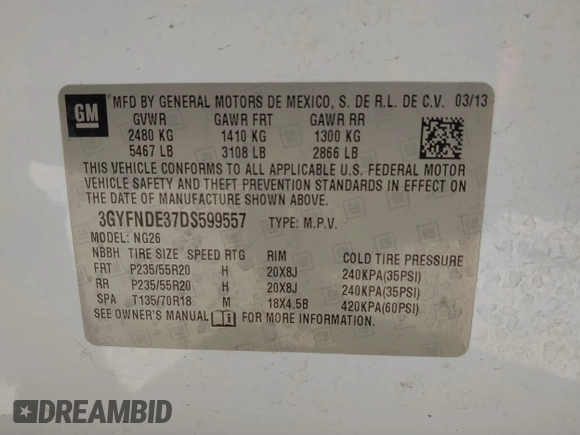 GM
MFD BY GENERAL MOTORS DE MEXICO, S. DE R.L. DE C.V. 03/13
GVWR GAWR FRT GAWR RR
2480 KG 1410 KG 1300 KG
5467 LB 3108 LB 2866 LB
THIS VEHICLE CONFORMS TO ALL APPLICABLE U.S. FEDERAL MOTOR
VEHICLE SAFETY AND THEFT PREVENTION STANDARDS IN EFFECT ON
THE DATE OF MANUFACTURE SHOWN ABOVE.
3GYFNDE37DS599557 TYPE: M.P.V.
MODEL: NG26
NBBH TIRE SIZE SPEED RTG RIM COLD TIRE PRESSURE
FRT P235/55R20 H 20X8J 240KPA(35PSI)
RR P235/55R20 H 20X8J 240KPA(35PSI)
SPA T135/70R18 M 18X4.5B 420KPA(60PSI)
SEE OWNER'S MANUAL FOR MORE INFORMATION.
DREAMBID